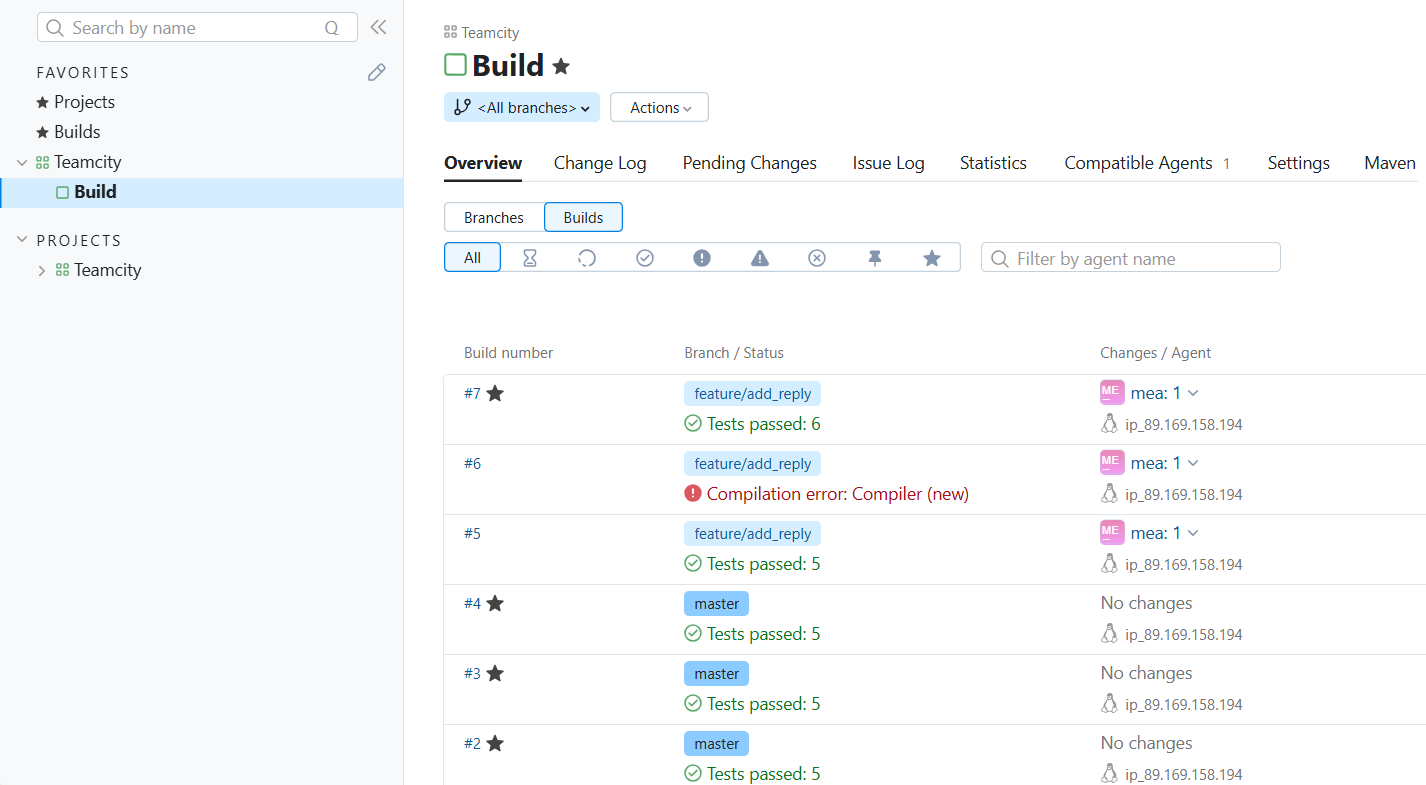 Search by name Q
FAVORITES
Projects
Builds
Teamcity
Build
PROJECTS
Teamcity
Teamcity
Build
<All branches> Actions
Overview Change Log Pending Changes Issue Log Statistics Compatible Agents 1 Settings Maven
Branches Builds
All Filter by agent name
Build number Branch / Status Changes / Agent
#7 feature/add_reply ME mea: 1
Tests passed: 6 ip_89.169.158.194
#6 feature/add_reply ME mea: 1
Compilation error: Compiler (new) ip_89.169.158.194
#5 feature/add_reply ME mea: 1
Tests passed: 5 ip_89.169.158.194
#4 master No changes
Tests passed: 5 ip_89.169.158.194
#3 master No changes
Tests passed: 5 ip_89.169.158.194
#2 master No changes
Tests passed: 5 ip_89.169.158.194